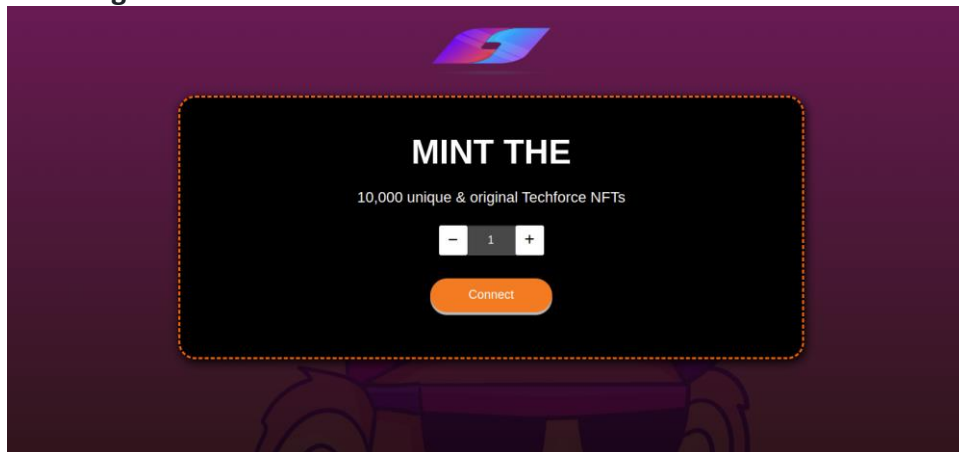 MINT THE
10,000 unique & original Techforce NFTs
− 1 +
Connect